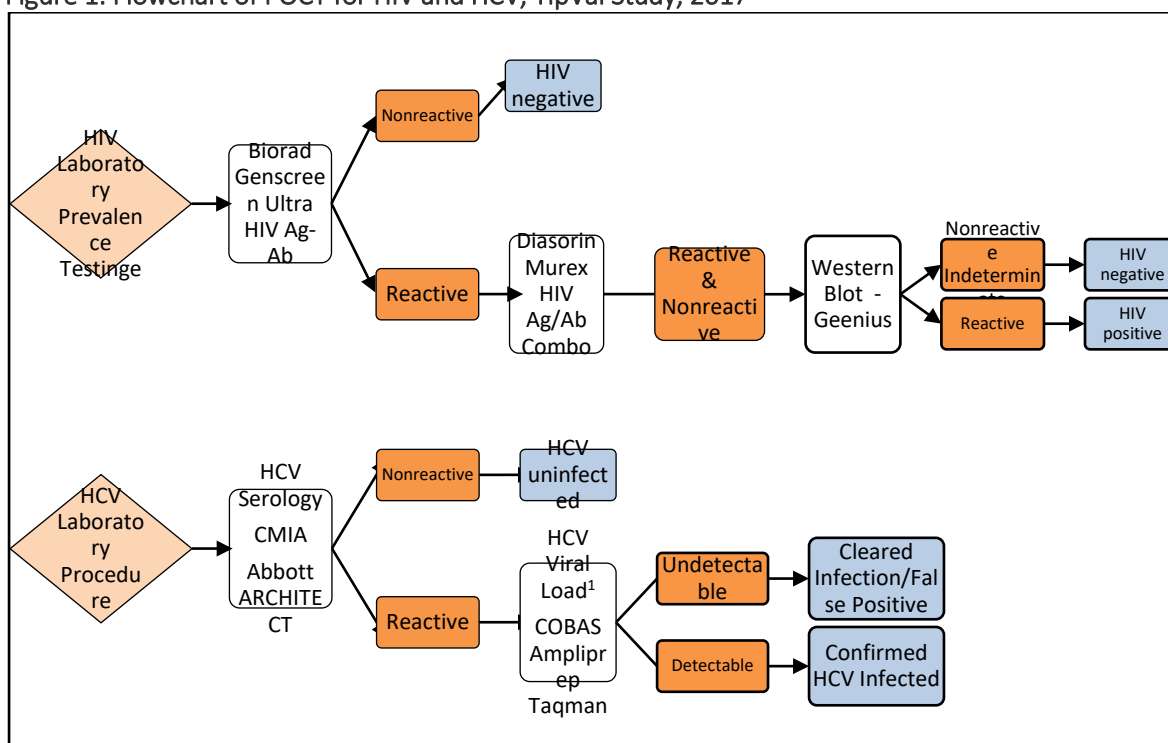 Figure 1. Flowchart of POCT for HIV and HCV, TipVal Study, 2017
HIV
Laborato
ry
Prevalen
ce
Testinge
Biorad
Genscree
n Ultra
HIV Ag-
Ab
Nonreactive
HIV
negative
Reactive
Diasorin
Murex
HIV
Ag/Ab
Combo
Reactive
&
Nonreacti
ve
Western
Blot -
Geenius
Nonreactiv
e
Indetermin
HIV
negative
Reactive
HIV
positive
HCV
Laborato
ry
Procedu
re
HCV
Serology
CMIA
Abbott
ARCHITE
CT
Nonreactive
HCV
uninfect
ed
Reactive
HCV
Viral
Load¹
COBAS
Amplipr
ep
Taqman
Undetecta
ble
Cleared
Infection/Fal
se Positive
Detectable
Confirmed
HCV Infected